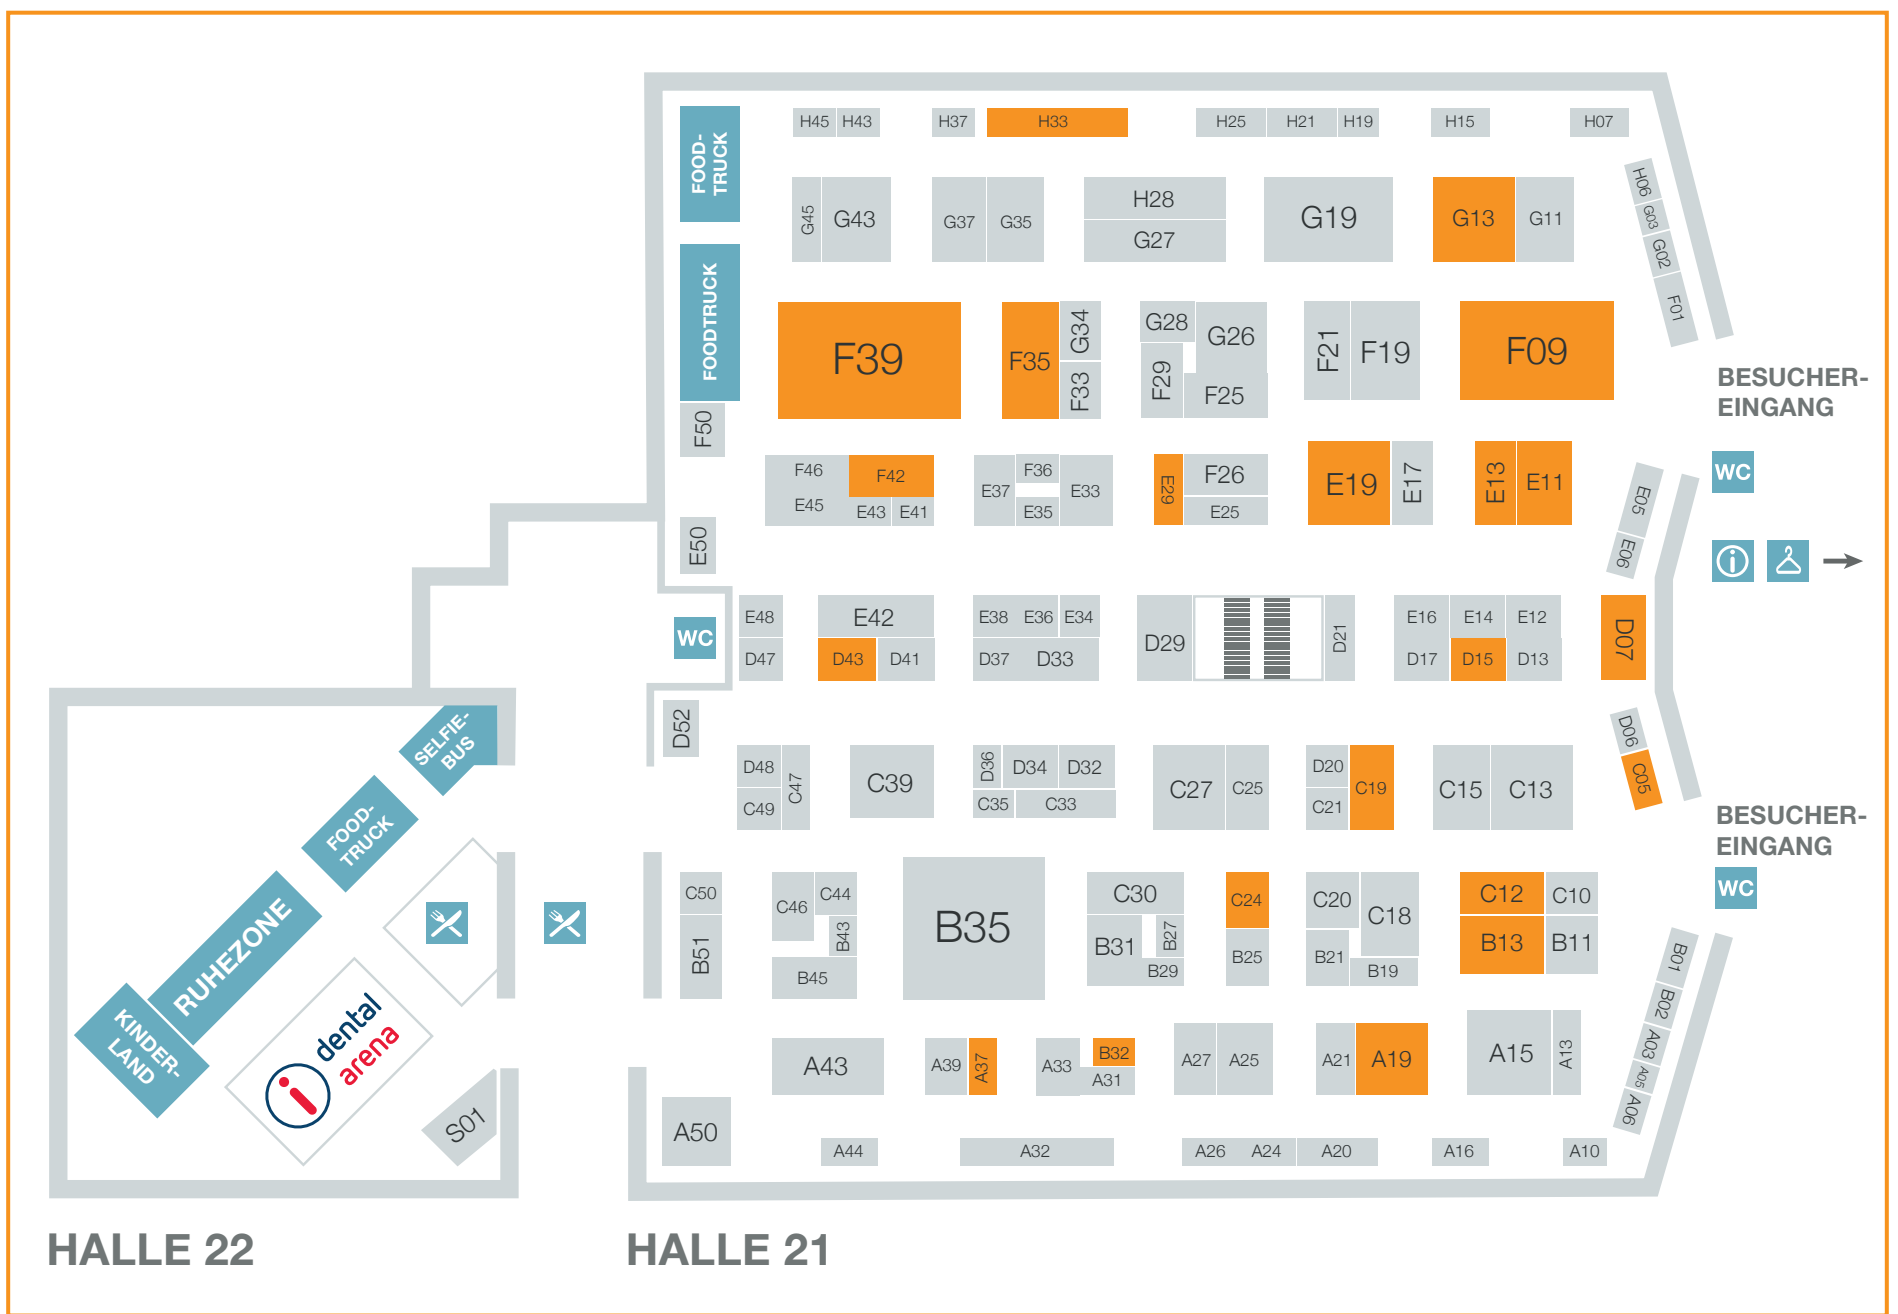 FOOD-
TRUCK
H45
H43
H37
H33
H25
H21
H19
H15
H07
H06
G03
G02
F01
G45
G43
G37
G35
H28
G27
G19
G13
G11
FOODTRUCK
F39
F35
G34
F33
G28
G26
F29
F25
F21
F19
F09
BESUCHER-
EINGANG
F50
F46
F42
E45
E43
E41
E37
F36
E35
E33
E29
F26
E25
E19
E17
E13
E11
WC
E05
E06
E50
WC
E48
E42
E38
E36
E34
D29
D21
E16
E14
E12
D07
D47
D43
D41
D37
D33
D17
D15
D13
D52
D06
C05
SELFIE-
BUS
D48
C49
C47
C39
D36
D34
D32
C35
C33
C27
C25
D20
C21
C19
C15
C13
BESUCHER-
EINGANG
WC
FOOD-
TRUCK
RUHEZONE
KINDER-
LAND
dental
arena
S01
C50
B51
C46
C44
B43
B45
B35
C30
B31
B27
B29
C24
B25
C20
C18
B21
B19
C12
C10
B13
B11
B01
B02
A03
A05
A06
A43
A39
A37
A33
B32
A31
A27
A25
A21
A19
A15
A13
A50
A44
A32
A26
A24
A20
A16
A10
HALLE 22
HALLE 21